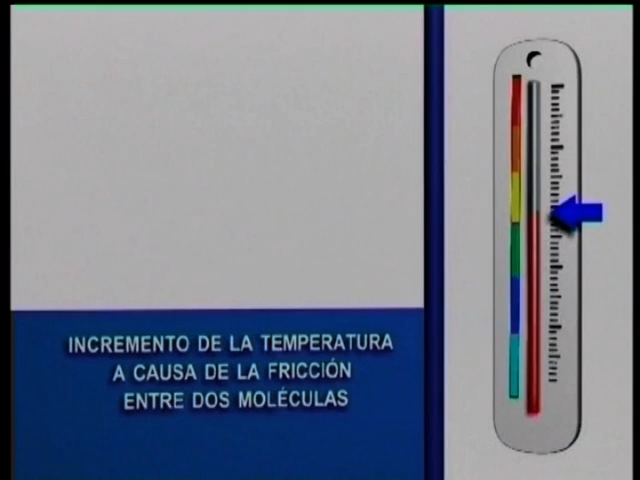 INCREMENTO DE LA TEMPERATURA
A CAUSA DE LA FRICCIÓN
ENTRE DOS MOLÉCULAS